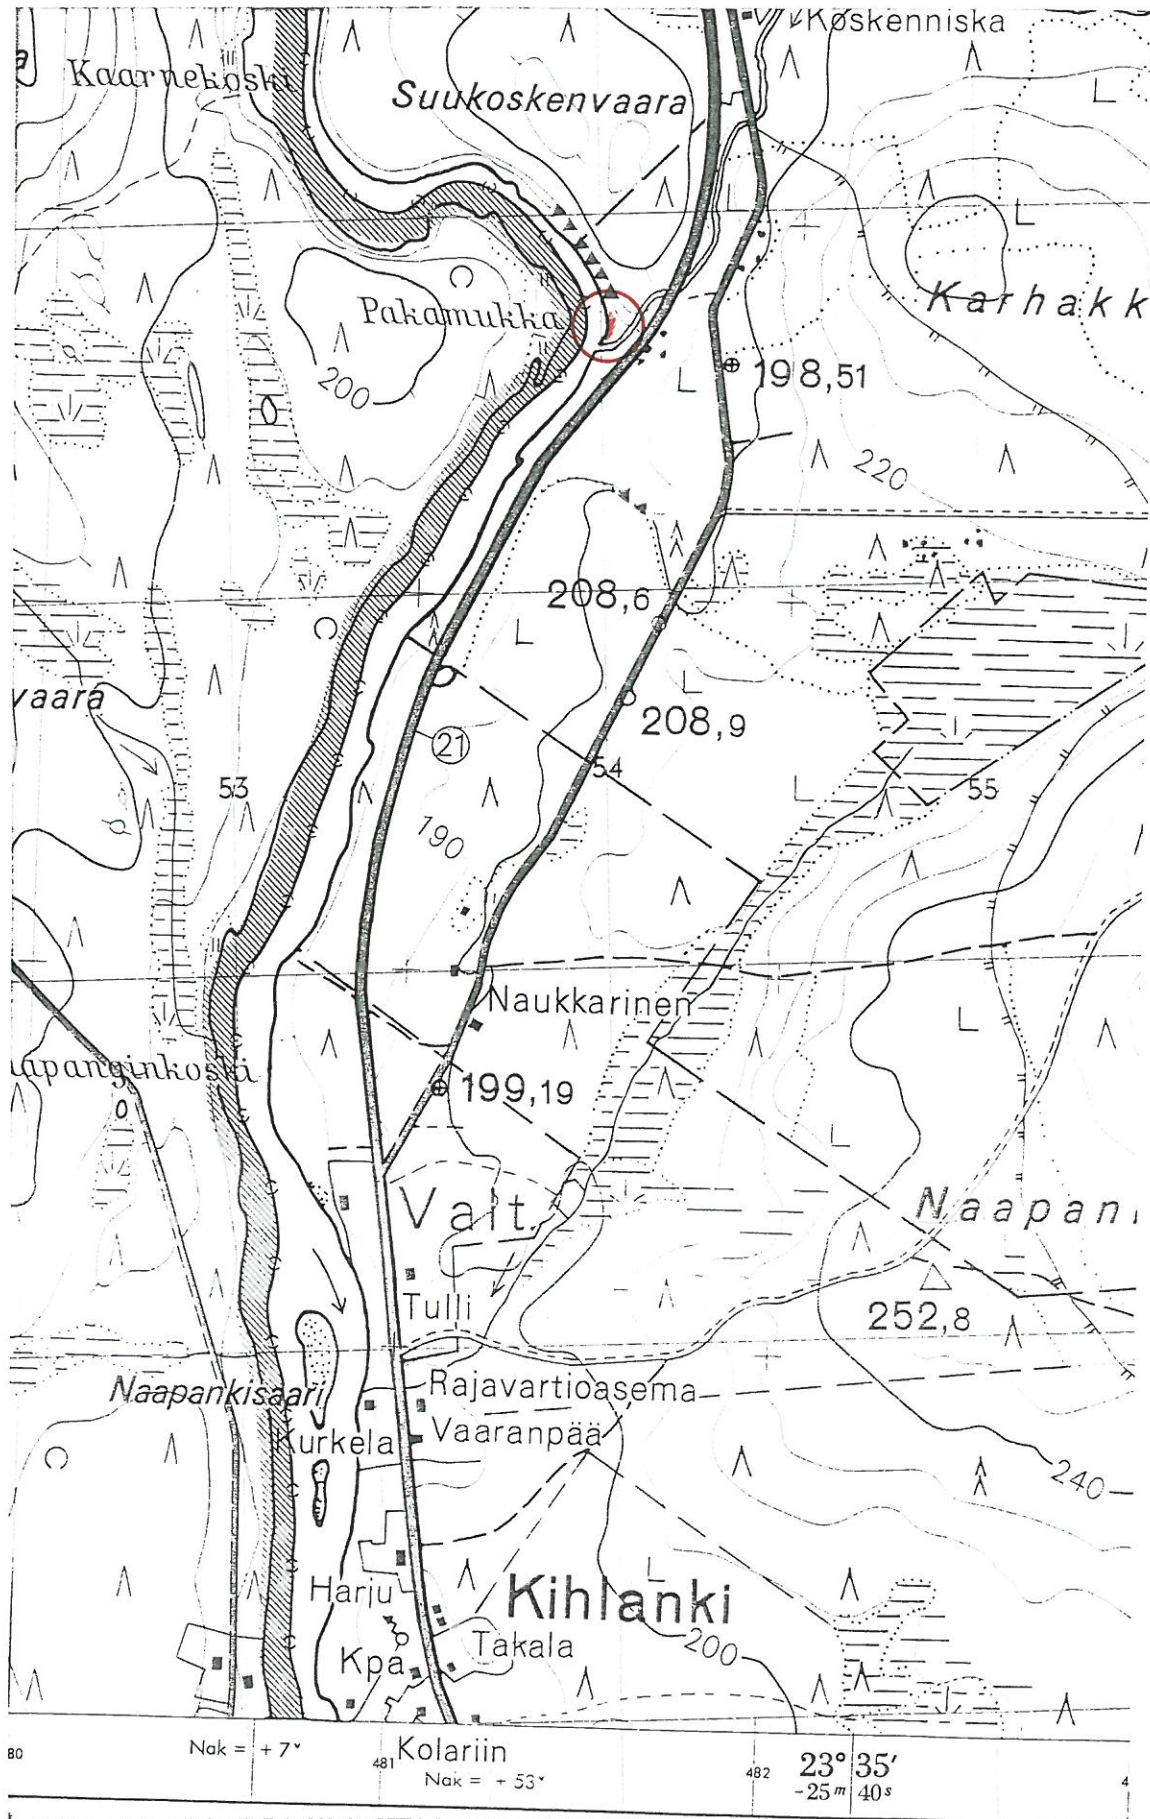 Koskenniska
Kaarnekoski
Suukoskenvaara
Pakamukka
Karhakk
200
198,51
220
208,6
vaara
208,9
21
54
53
55
190
Naukkarinen
apanginkoski
199,19
Valt.
Naapan
Tulli
252,8
Naapankisaari
Rajavartioasema
Kurkela
Vaaranpää
240
Harju
Kihlanki
Kpa
Takala
200
80
Nak = +7ᵛ
481
Kolariin
Nak = + 53ᵛ
482
23° 35′
-25ᵐ 40ˢ
4